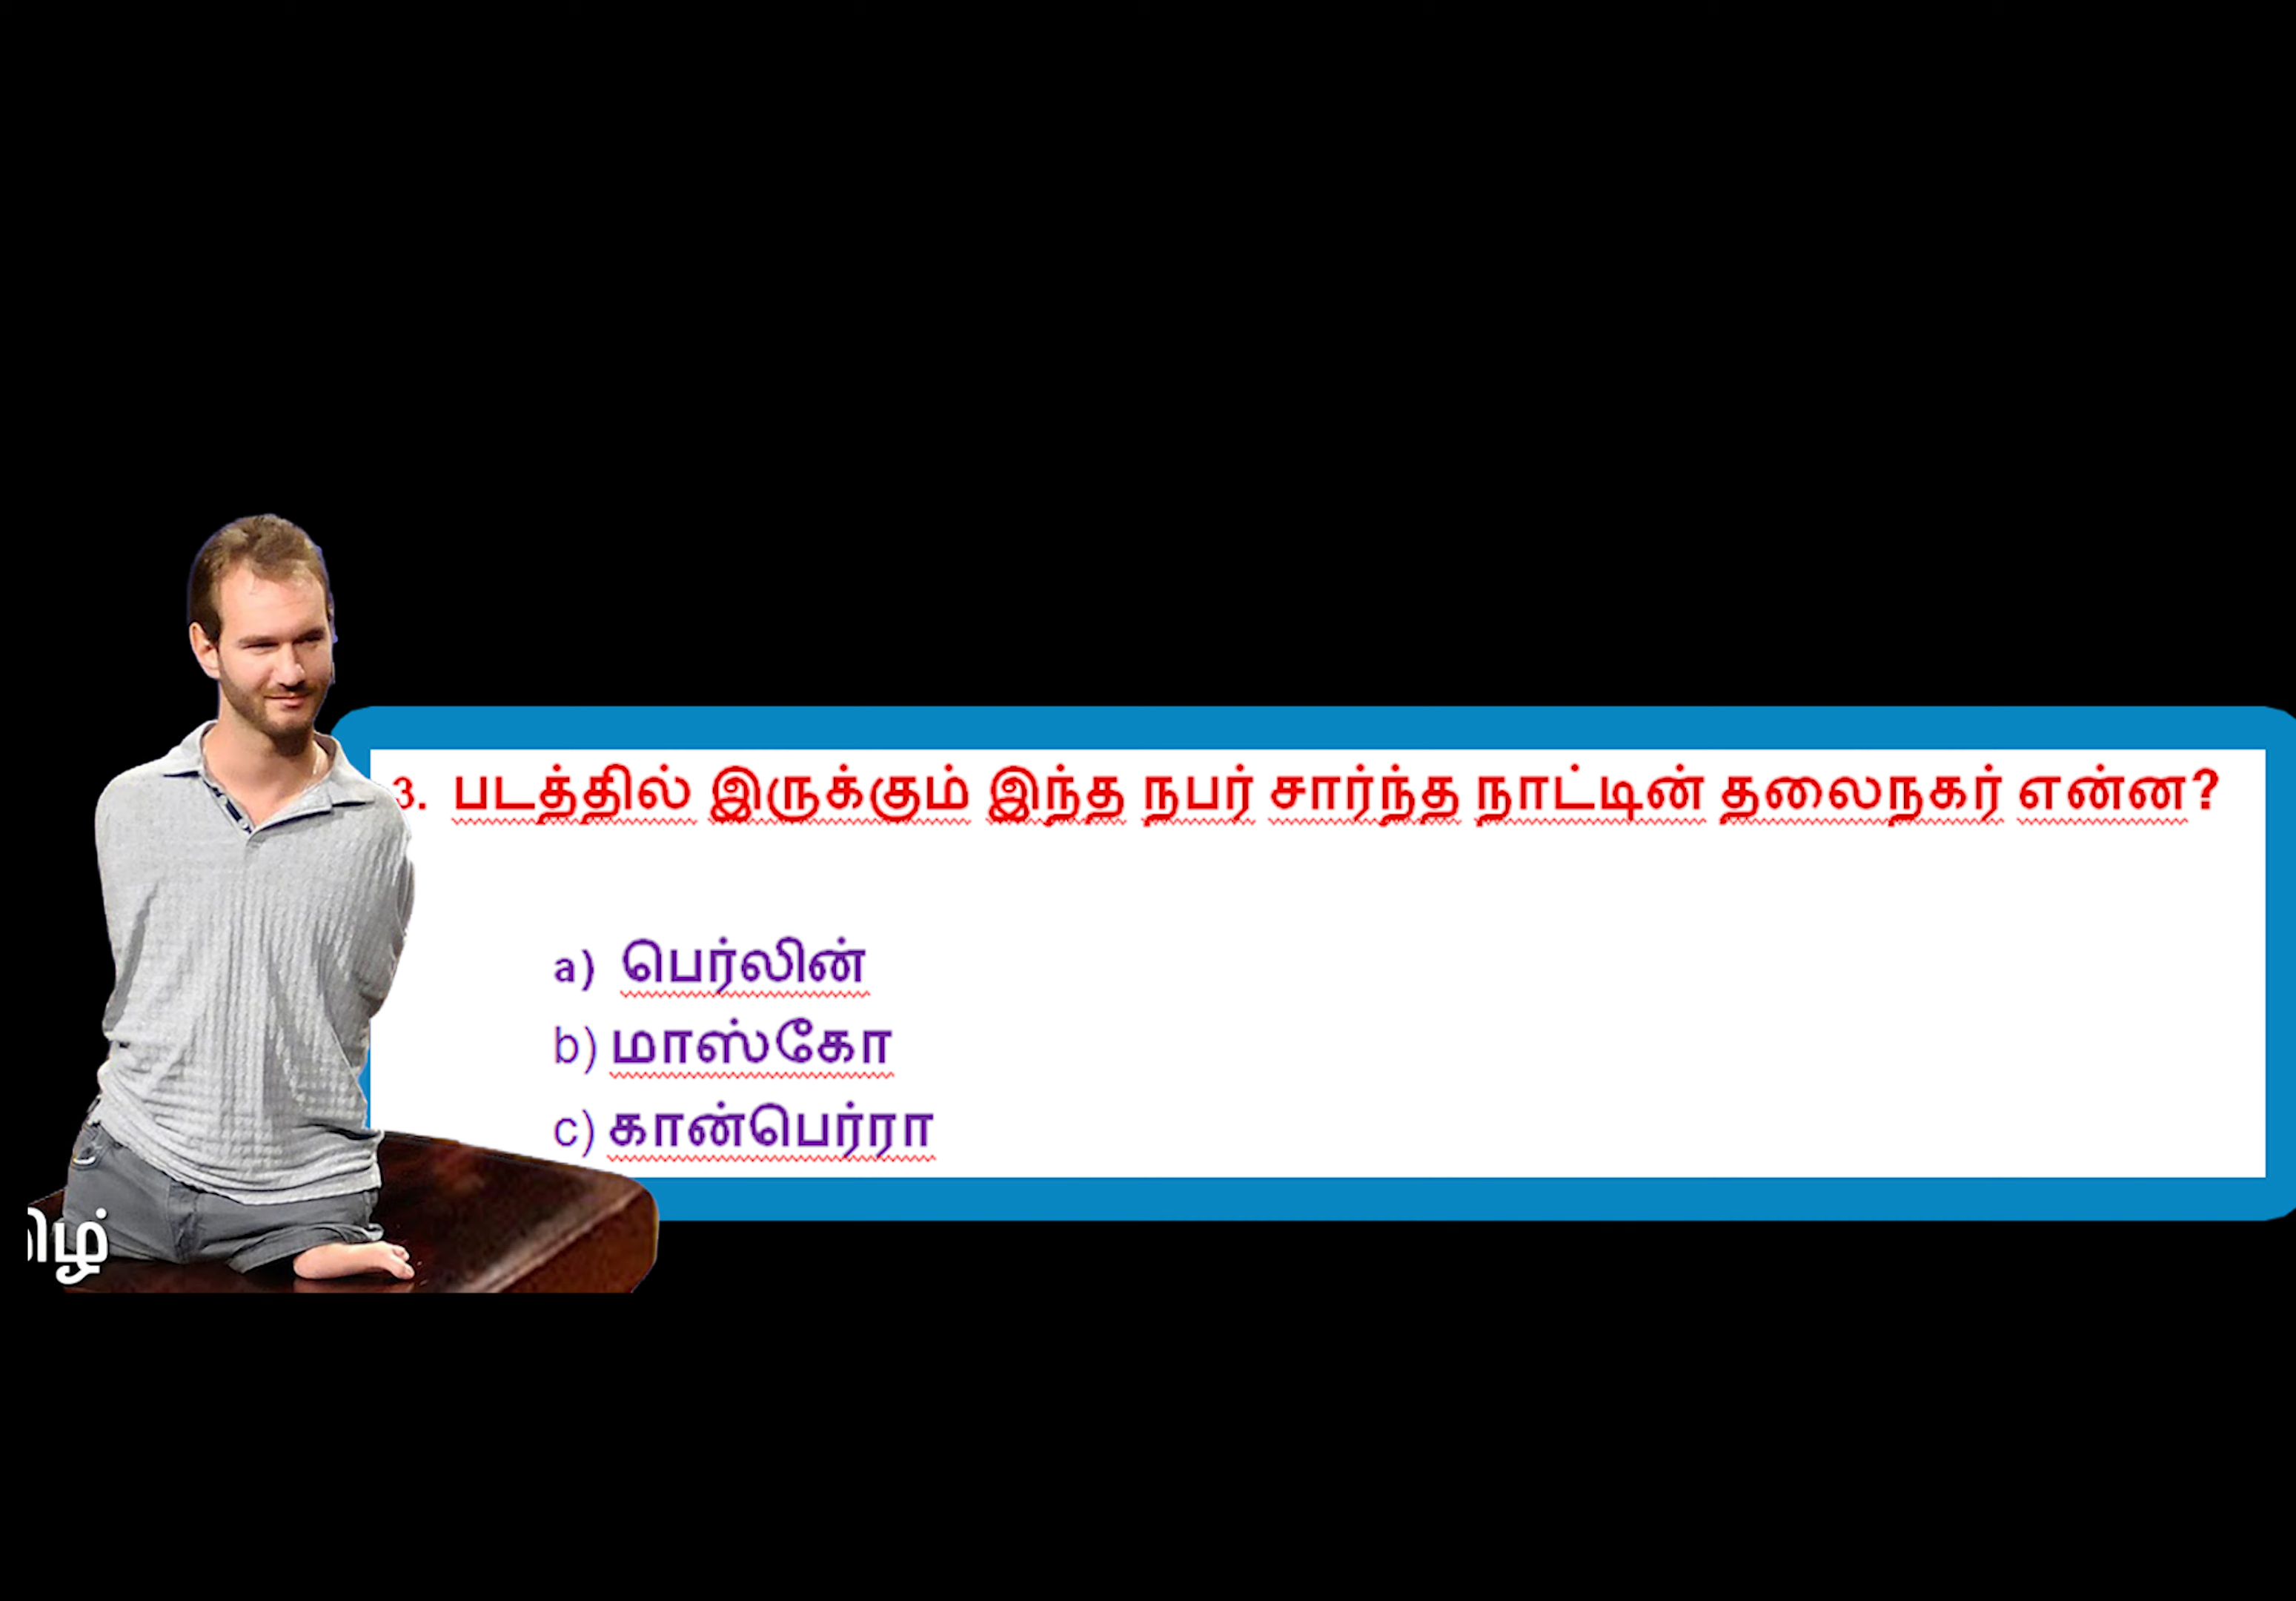 3. படத்தில் இருக்கும் இந்த நபர் சார்ந்த நாட்டின் தலைநகர் என்ன?
a) பெர்லின்
b) மாஸ்கோ
c) கான்பெர்ரா